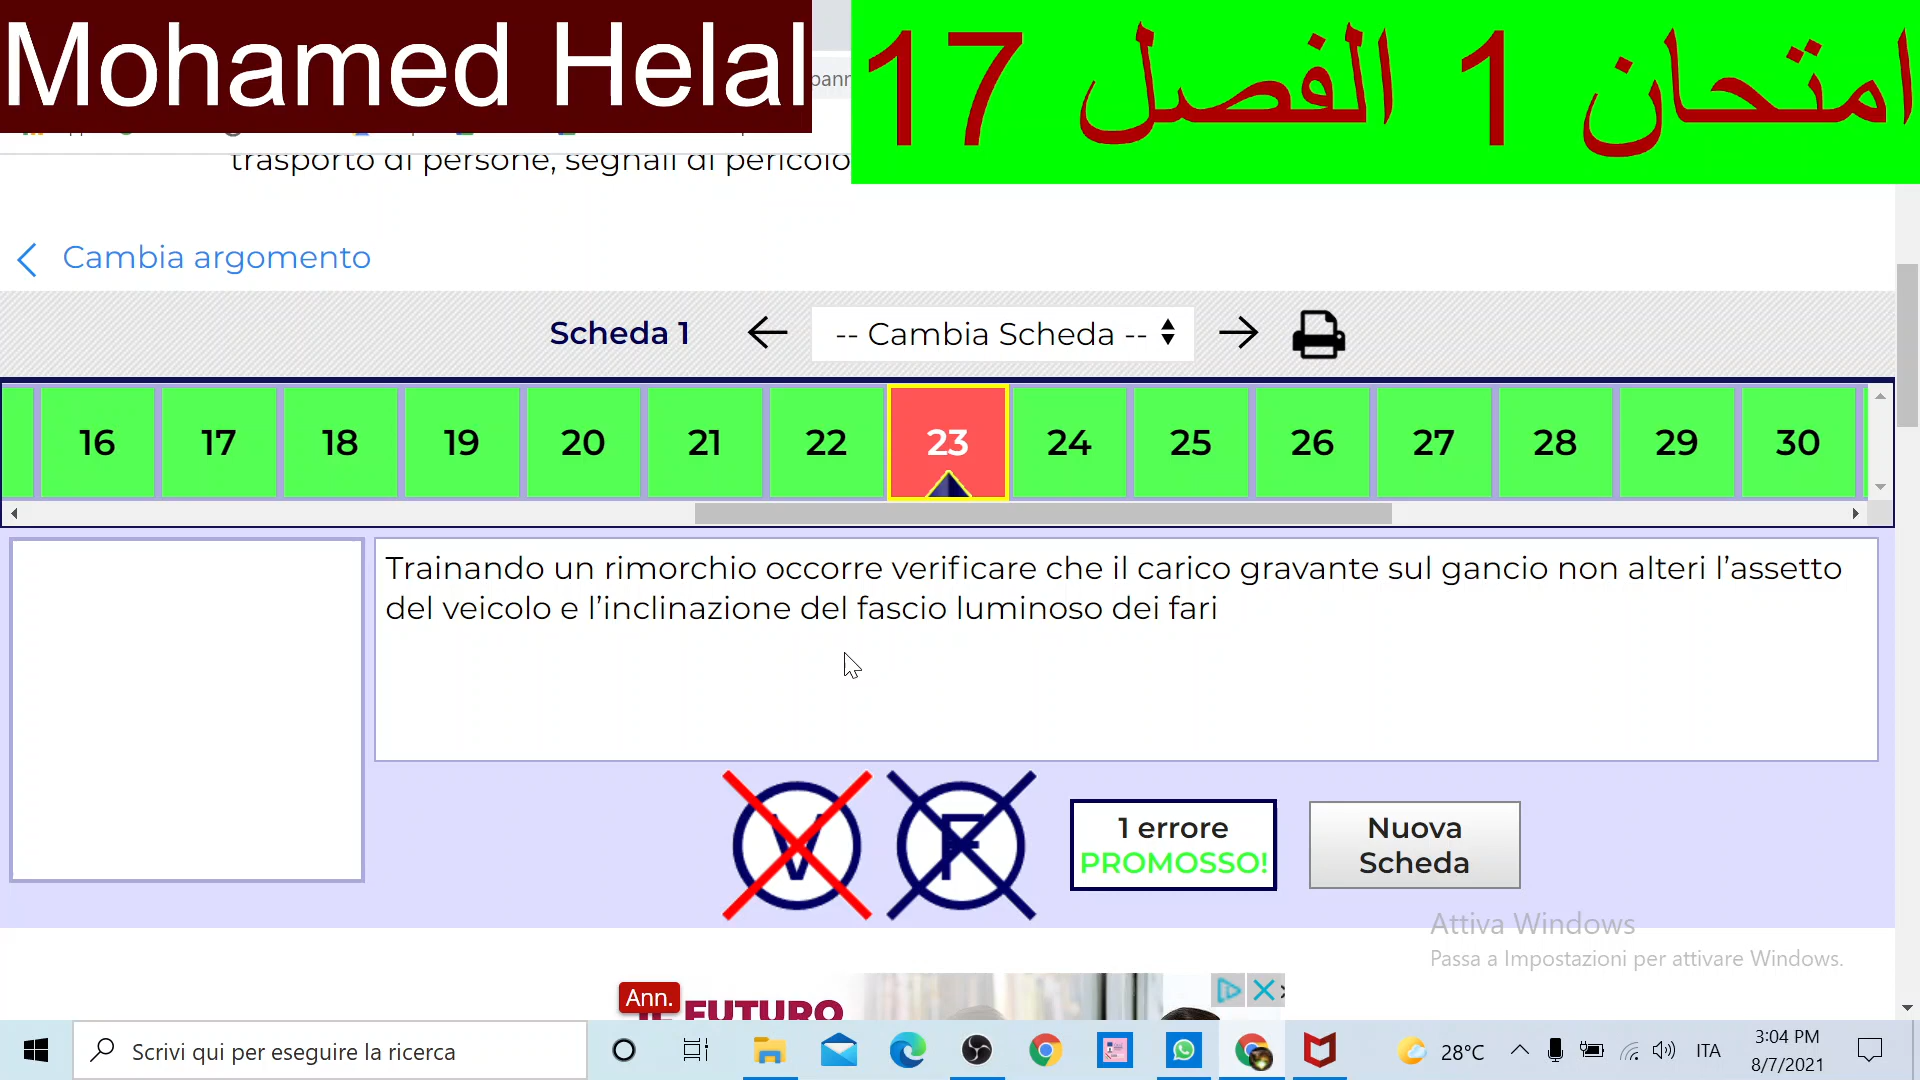 Mohamed Helal
امتحان 1 الفصل 17
trasporto di persone, segnali di pericolo
Cambia argomento
Scheda 1
-- Cambia Scheda --
16 17 18 19 20 21 22 23 24 25 26 27 28 29 30
Trainando un rimorchio occorre verificare che il carico gravante sul gancio non alteri l’assetto
del veicolo e l’inclinazione del fascio luminoso dei fari
V F
1 errore
PROMOSSO!
Nuova
Scheda
Attiva Windows
Passa a Impostazioni per attivare Windows.
Ann.
FUTURO
Scrivi qui per eseguire la ricerca
28°C
ITA
3:04 PM
8/7/2021